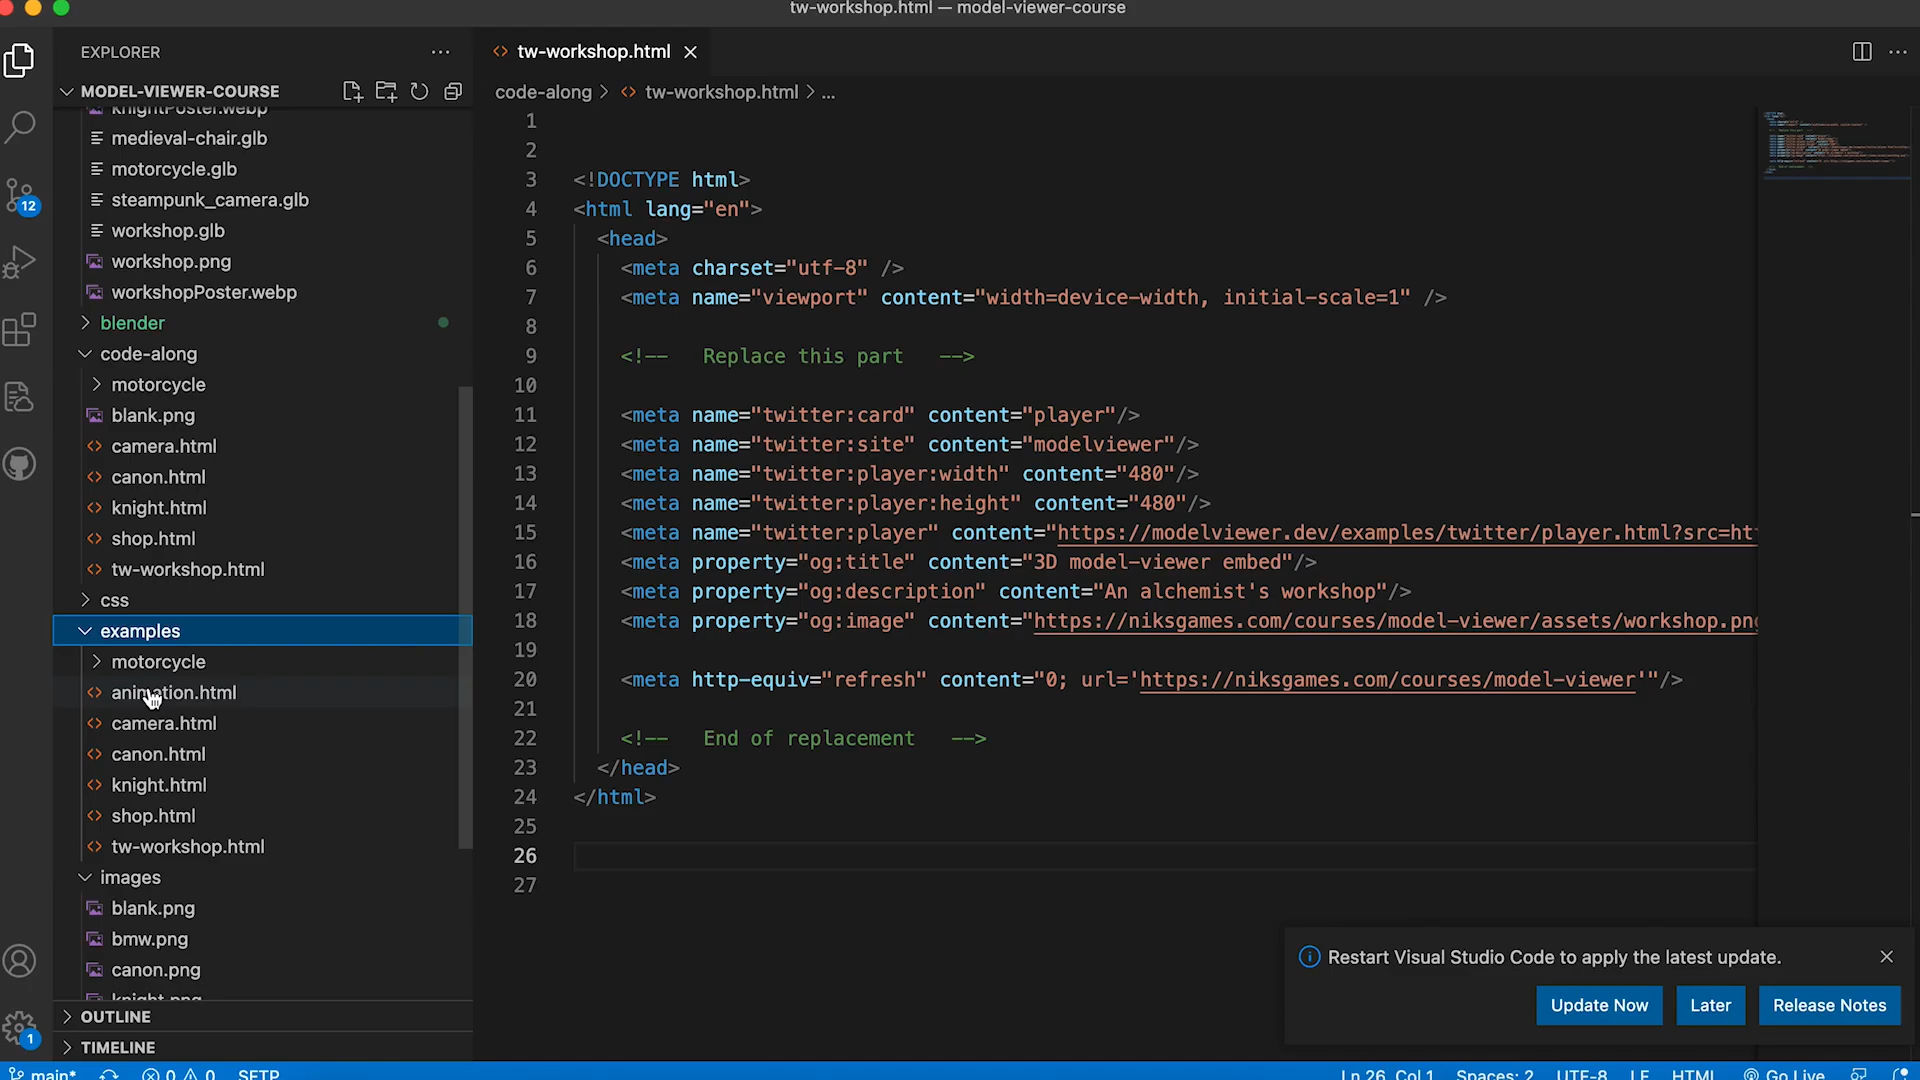 tw-workshop.html — model-viewer-course
EXPLORER
MODEL-VIEWER-COURSE
knightPoster.webp
medieval-chair.glb
motorcycle.glb
steampunk_camera.glb
workshop.glb
workshop.png
workshopPoster.webp
blender
code-along
motorcycle
blank.png
camera.html
canon.html
knight.html
shop.html
tw-workshop.html
css
examples
motorcycle
animation.html
camera.html
canon.html
knight.html
shop.html
tw-workshop.html
images
blank.png
bmw.png
canon.png
knight.png
OUTLINE
TIMELINE
12
1
tw-workshop.html
code-along > tw-workshop.html > ...
1
2
3 <!DOCTYPE html>
4 <html lang="en">
5 <head>
6 <meta charset="utf-8" />
7 <meta name="viewport" content="width=device-width, initial-scale=1" />
8
9 <!-- Replace this part -->
10
11 <meta name="twitter:card" content="player"/>
12 <meta name="twitter:site" content="modelviewer"/>
13 <meta name="twitter:player:width" content="480"/>
14 <meta name="twitter:player:height" content="480"/>
15 <meta name="twitter:player" content="https://modelviewer.dev/examples/twitter/player.html?src=htt
16 <meta property="og:title" content="3D model-viewer embed"/>
17 <meta property="og:description" content="An alchemist's workshop"/>
18 <meta property="og:image" content="https://niksgames.com/courses/model-viewer/assets/workshop.png
19
20 <meta http-equiv="refresh" content="0; url='https://niksgames.com/courses/model-viewer'"/>
21
22 <!-- End of replacement -->
23 </head>
24 </html>
25
26
27
Restart Visual Studio Code to apply the latest update.
Update Now
Later
Release Notes
main* 0 0 SFTP
Ln 26, Col 1 Spaces: 2 UTF-8 LF HTML Go Live